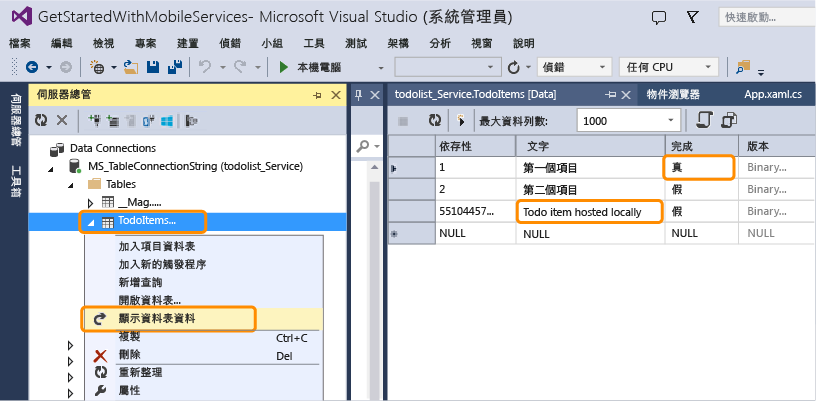 GetStartedWithMobileServices- Microsoft Visual Studio (系統管理員)
快速啟動...
檔案 編輯 檢視 專案 建置 偵錯 小組 工具 測試 架構 分析 視窗 說明
本機電腦 偵錯 任何 CPU
伺服器總管
工具箱
伺服器總管
Data Connections
MS_TableConnectionString (todolist_Service)
Tables
__Mag.....
TodoItems...
加入項目資料表
加入新的觸發程序
新增查詢
開啟資料表...
顯示資料表資料
複製 Ctrl+C
刪除 Del
重新整理
屬性
todolist_Service.TodoItems [Data] 物件瀏覽器 App.xaml.cs
最大資料列數: 1000
依存性 文字 完成 版本
1 第一個項目 真 Binary...
2 第二個項目 假 Binary...
55104457... Todo item hosted locally 假 Binary...
NULL NULL NULL NULL